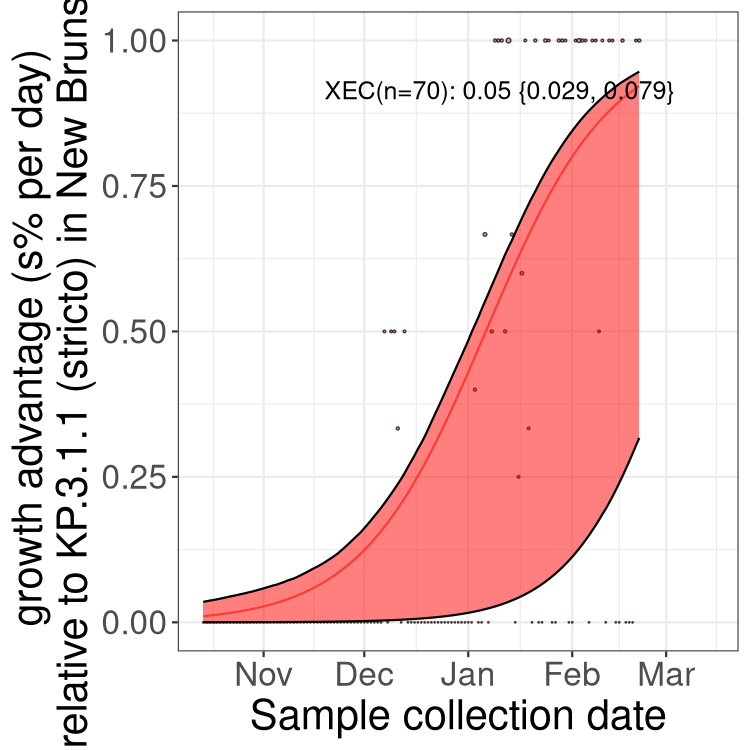 growth advantage (s% per day)
relative to KP.3.1.1 (stricto) in New Bruns
1.00
0.75
0.50
0.25
0.00
XEC(n=70): 0.05 {0.029, 0.079}
Nov Dec Jan Feb Mar
Sample collection date